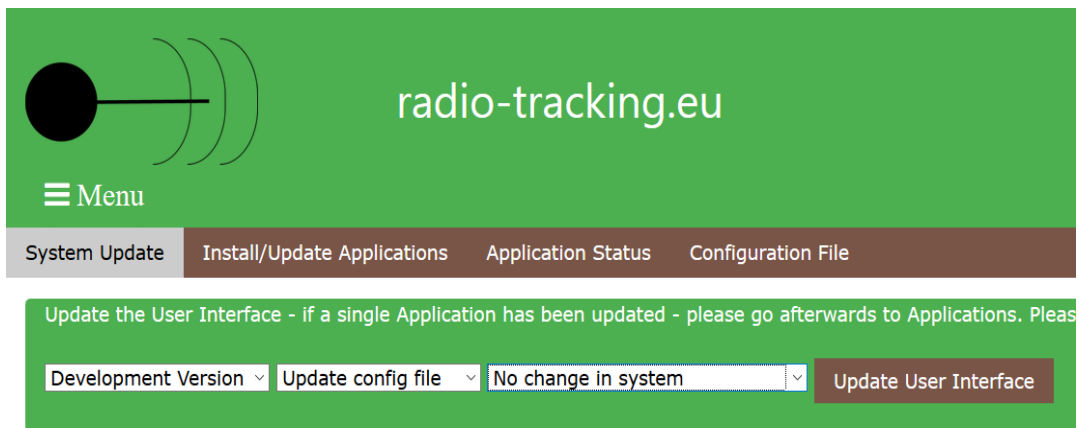 radio-tracking.eu
Menu
System Update Install/Update Applications Application Status Configuration File
Update the User Interface - if a single Application has been updated - please go afterwards to Applications. Pleas
Development Version Update config file No change in system Update User Interface